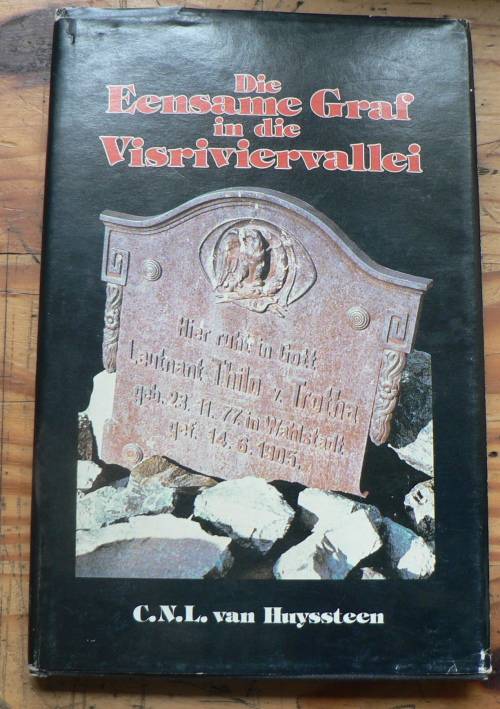 Die
Eensame Graf
in die
Visriviervallei
Hier ruht in Gott
Leutnant Thilo v. Trotha
geb. 23. 11. 77. in Wahlstadt
gef. 14. 6. 1905.
C.N.L. van Huyssteen